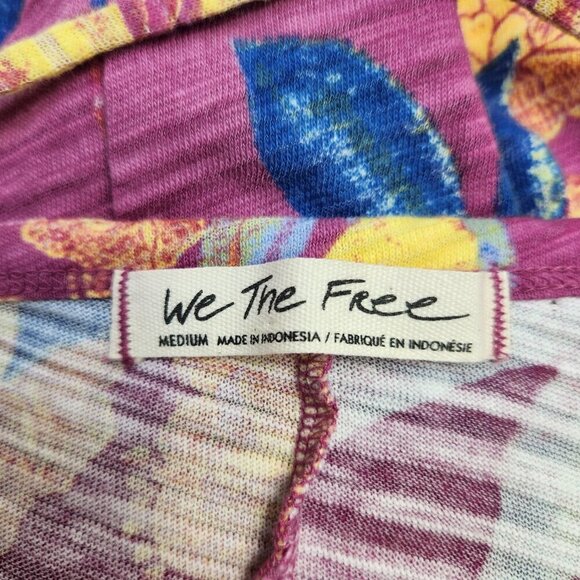 We The Free
MEDIUM MADE IN INDONESIA / FABRIQUÉ EN INDONÉSIE